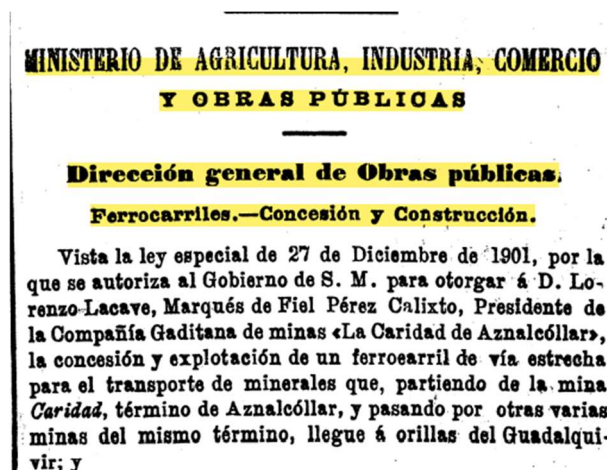 MINISTERIO DE AGRICULTURA, INDUSTRIA, COMERCIO
Y OBRAS PÚBLICAS
Direceión general de Obras públicas.
Ferrocarriles.—Concesión y Construcción.
Vista la ley especial de 27 de Diciembre de 1901, por la
que se autoriza al Gobierno de S. M. para otorgar á D. Lo-
renzo Lacave, Marqués de Fiel Pérez Calixto, Presidente de
la Compañía Gaditana de minas «La Caridad de Aznalcóllar»,
la concesión y explotación de un ferroearril de vía estrecha
para el transporte de minerales que, partiendo de la mina
Caridad, término de Aznalcóllar, y pasando por otras varias
minas del mismo término, llegue á orillas del Guadalqui-
vir; y